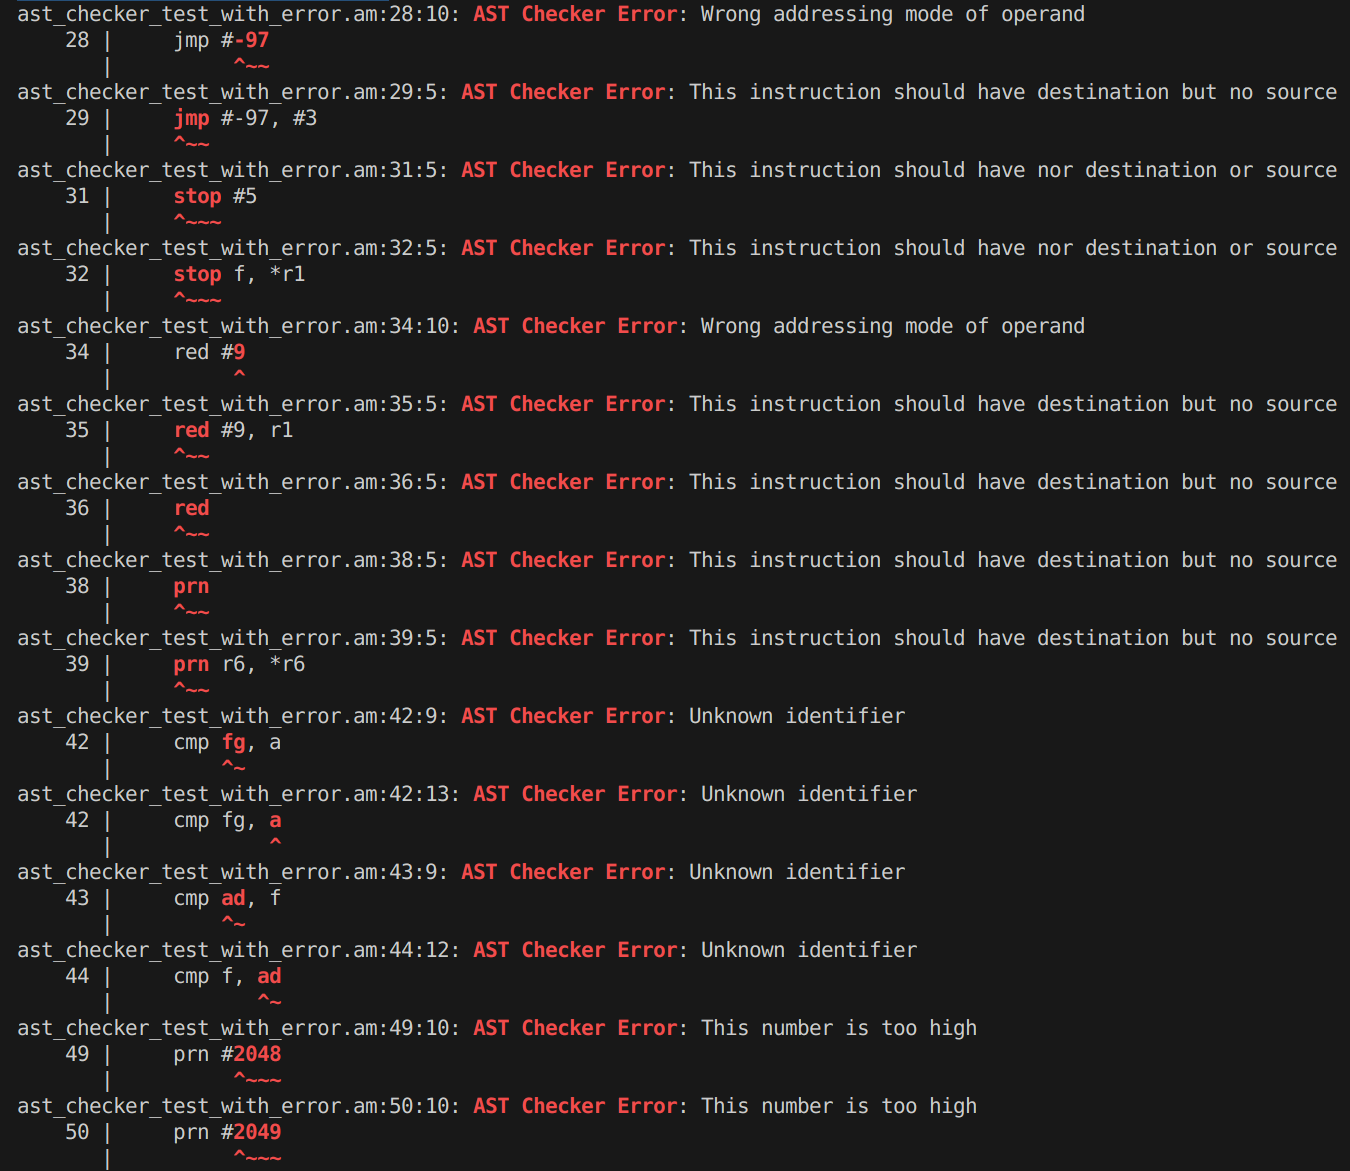 ast_checker_test_with_error.am:28:10: AST Checker Error: Wrong addressing mode of operand
    28 |     jmp #-97
       |          ^~~
ast_checker_test_with_error.am:29:5: AST Checker Error: This instruction should have destination but no source
    29 |     jmp #-97, #3
       |     ^~~
ast_checker_test_with_error.am:31:5: AST Checker Error: This instruction should have nor destination or source
    31 |     stop #5
       |     ^~~~
ast_checker_test_with_error.am:32:5: AST Checker Error: This instruction should have nor destination or source
    32 |     stop f, *r1
       |     ^~~~
ast_checker_test_with_error.am:34:10: AST Checker Error: Wrong addressing mode of operand
    34 |     red #9
       |          ^
ast_checker_test_with_error.am:35:5: AST Checker Error: This instruction should have destination but no source
    35 |     red #9, r1
       |     ^~~
ast_checker_test_with_error.am:36:5: AST Checker Error: This instruction should have destination but no source
    36 |     red
       |     ^~~
ast_checker_test_with_error.am:38:5: AST Checker Error: This instruction should have destination but no source
    38 |     prn
       |     ^~~
ast_checker_test_with_error.am:39:5: AST Checker Error: This instruction should have destination but no source
    39 |     prn r6, *r6
       |     ^~~
ast_checker_test_with_error.am:42:9: AST Checker Error: Unknown identifier
    42 |     cmp fg, a
       |         ^~
ast_checker_test_with_error.am:42:13: AST Checker Error: Unknown identifier
    42 |     cmp fg, a
       |             ^
ast_checker_test_with_error.am:43:9: AST Checker Error: Unknown identifier
    43 |     cmp ad, f
       |         ^~
ast_checker_test_with_error.am:44:12: AST Checker Error: Unknown identifier
    44 |     cmp f, ad
       |            ^~
ast_checker_test_with_error.am:49:10: AST Checker Error: This number is too high
    49 |     prn #2048
       |          ^~~~
ast_checker_test_with_error.am:50:10: AST Checker Error: This number is too high
    50 |     prn #2049
       |          ^~~~